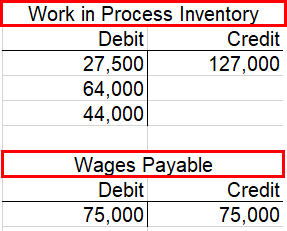 Work in Process Inventory
Debit Credit
27,500 127,000
64,000
44,000
Wages Payable
Debit Credit
75,000 75,000